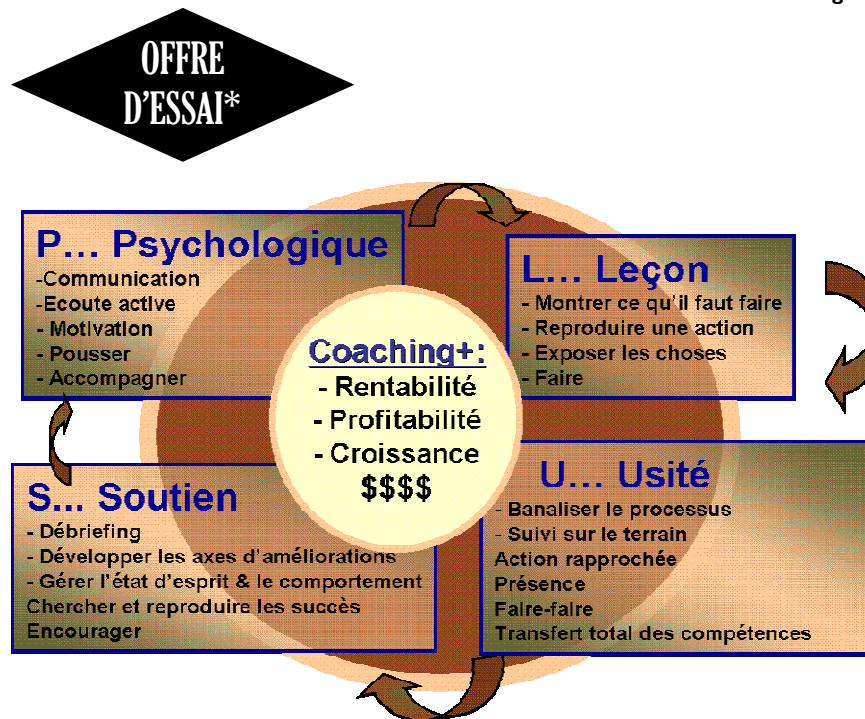 OFFRE
D'ESSAI*
P... Psychologique
-Communication
-Ecoute active
- Motivation
- Pousser
- Accompagner
L... Leçon
- Montrer ce qu'il faut faire
- Reproduire une action
- Exposer les choses
- Faire
Coaching+:
- Rentabilité
- Profitabilité
- Croissance
$$$$
S... Soutien
- Débriefing
- Développer les axes d'améliorations
- Gérer l'état d'esprit & le comportement
Chercher et reproduire les succès
Encourager
U... Usité
- Banaliser le processus
- Suivi sur le terrain
Action rapprochée
Présence
Faire-faire
Transfert total des compétences